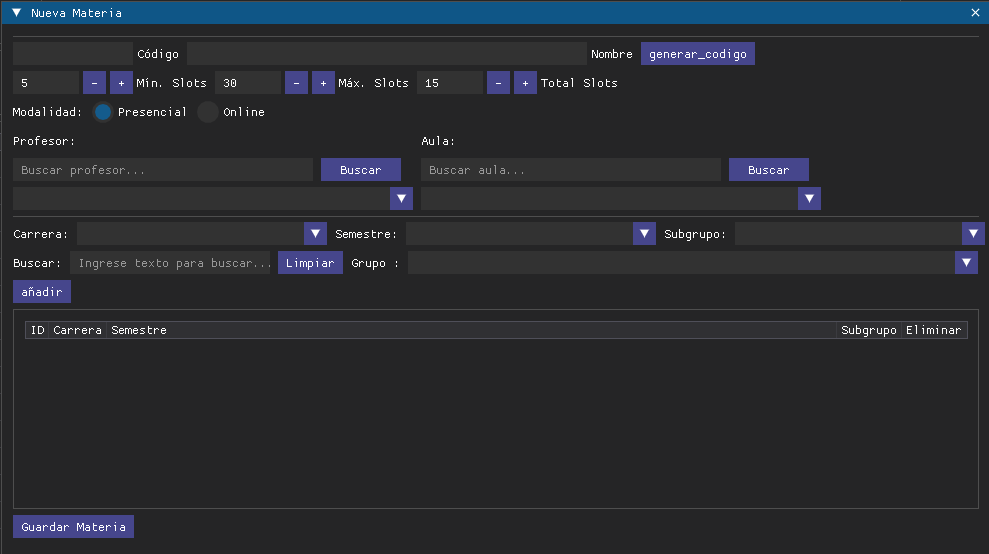 Nueva Materia
Código Nombre generar_codigo
5 - + Mín. Slots 30 - + Máx. Slots 15 - + Total Slots
Modalidad: Presencial Online
Profesor: Aula:
Buscar profesor... Buscar Buscar aula... Buscar
Carrera: Semestre: Subgrupo:
Buscar: Ingrese texto para buscar... Limpiar Grupo :
añadir
ID Carrera Semestre Subgrupo Eliminar
Guardar Materia